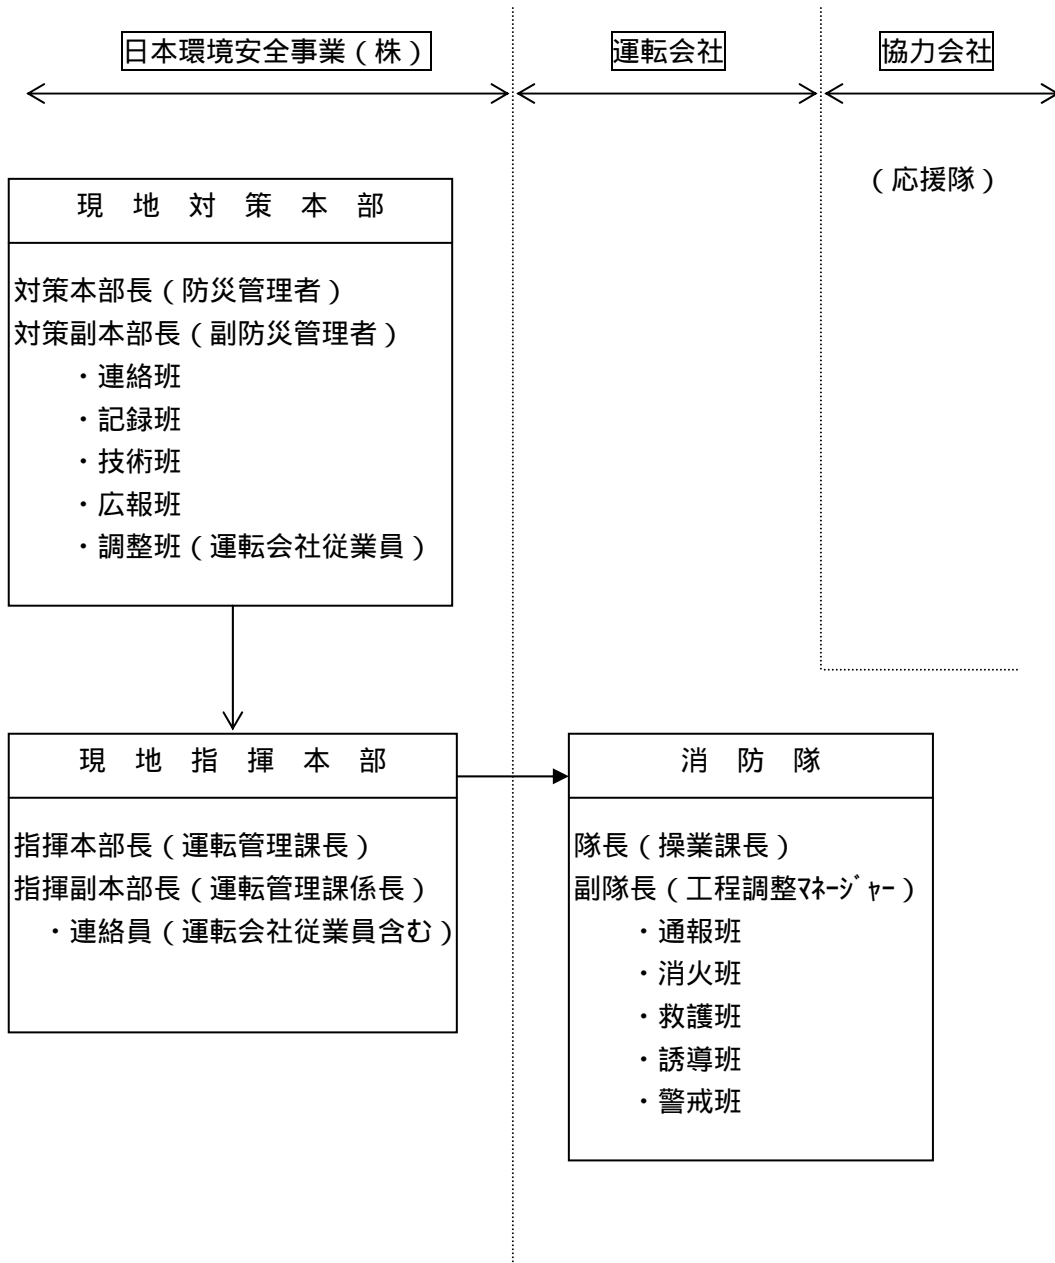 日本環境安全事業（株）
運転会社
協力会社
（応援隊）
現　地　対　策　本　部
対策本部長（防災管理者）
対策副本部長（副防災管理者）
・連絡班
・記録班
・技術班
・広報班
・調整班（運転会社従業員）
現　地　指　揮　本　部
指揮本部長（運転管理課長）
指揮副本部長（運転管理課係長）
・連絡員（運転会社従業員含む）
消　防　隊
隊長（操業課長）
副隊長（工程調整ﾏﾈｰｼﾞｬｰ）
・通報班
・消火班
・救護班
・誘導班
・警戒班